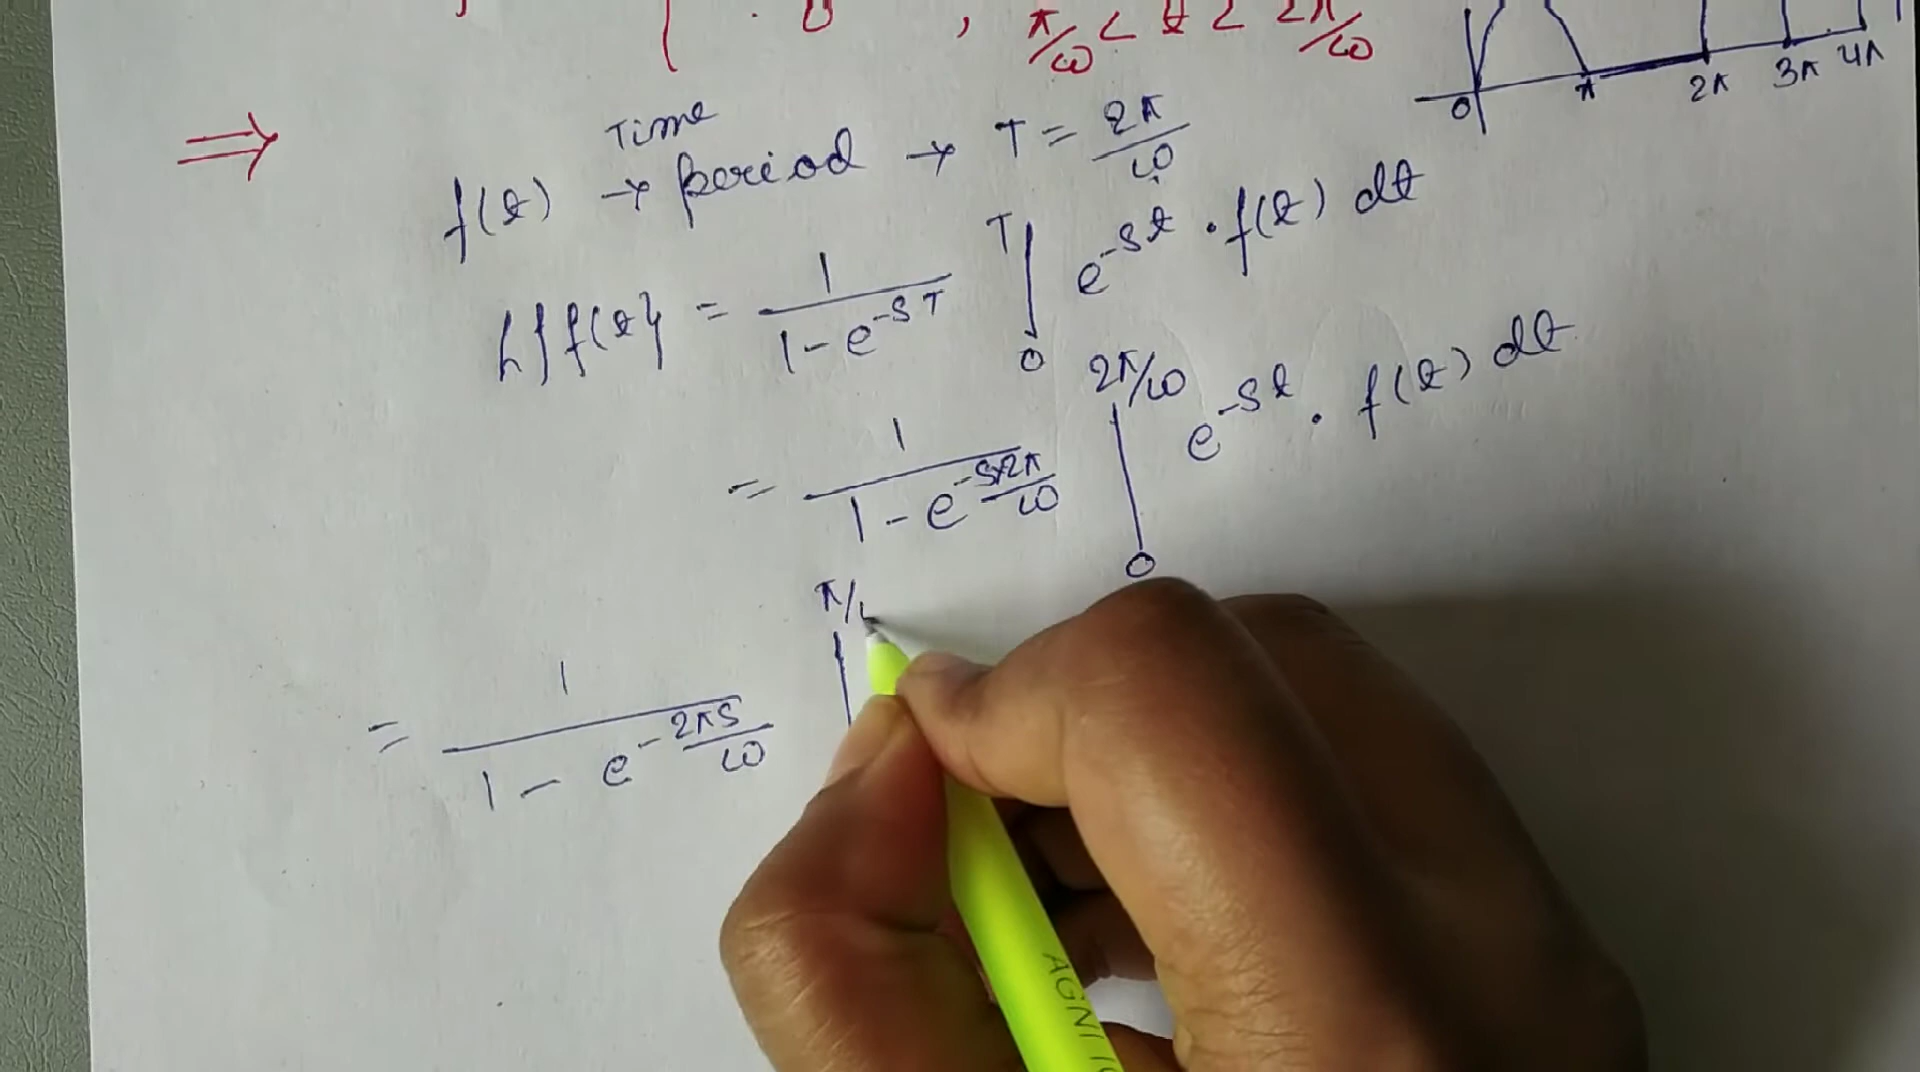 0 , π/ω < t < 2π/ω
0 π 2π 3π 4π
Time
f(t) → period → T = 2π/ω
L{f(t)} = 1/(1-e^{-ST}) ∫_0^T e^{-st} . f(t) dt
= 1/(1-e^{-S×2π/ω}) ∫_0^{2π/ω} e^{-st} . f(t) dt
= 1/(1-e^{-2πS/ω}) ∫ π/
AGNI